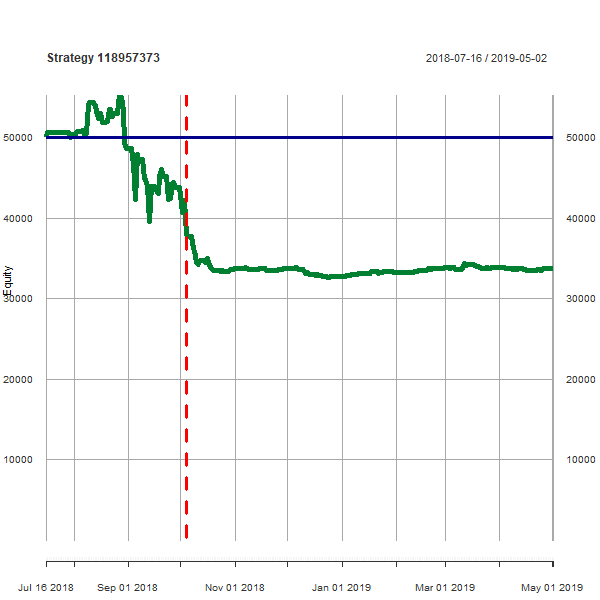 Strategy 118957373
2018-07-16 / 2019-05-02
50000 50000
40000 40000
Equity
30000 30000
20000 20000
10000 10000
Jul 16 2018 Sep 01 2018 Nov 01 2018 Jan 01 2019 Mar 01 2019 May 01 2019